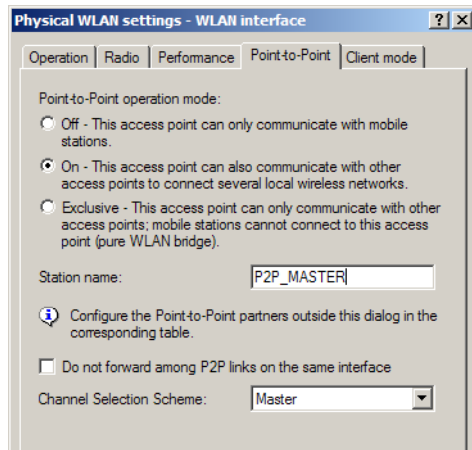 Physical WLAN settings - WLAN interface
Operation Radio Performance Point-to-Point Client mode
Point-to-Point operation mode:
Off - This access point can only communicate with mobile
stations.
On - This access point can also communicate with other
access points to connect several local wireless networks.
Exclusive - This access point can only communicate with other
access points; mobile stations cannot connect to this access
point (pure WLAN bridge).
Station name: P2P_MASTER
Configure the Point-to-Point partners outside this dialog in the
corresponding table.
Do not forward among P2P links on the same interface
Channel Selection Scheme: Master